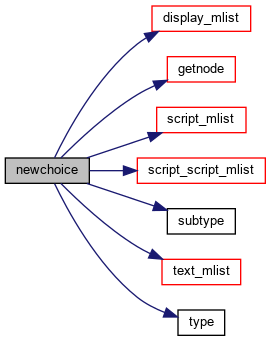 display_mlist
getnode
script_mlist
newchoice
script_script_mlist
subtype
text_mlist
type